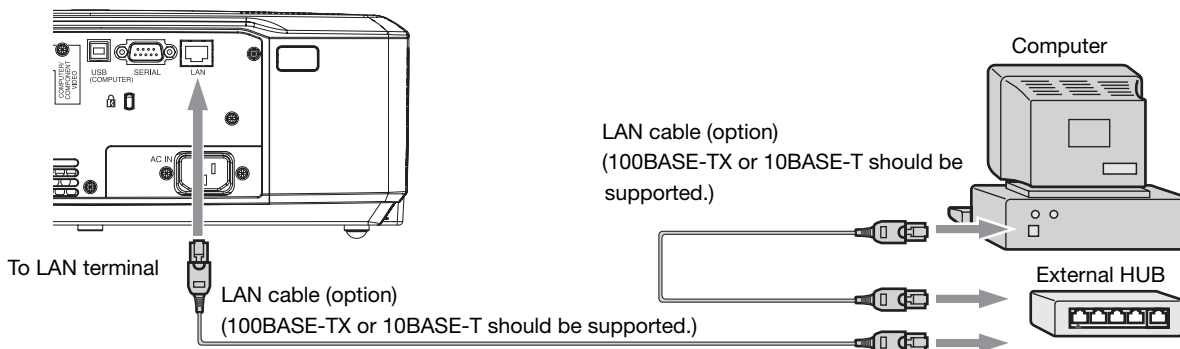 USB
(COMPUTER)
SERIAL
LAN
COMPUTER/
COMPONENT
VIDEO
AC IN
Computer
LAN cable (option)
(100BASE-TX or 10BASE-T should be
supported.)
To LAN terminal
External HUB
LAN cable (option)
(100BASE-TX or 10BASE-T should be supported.)